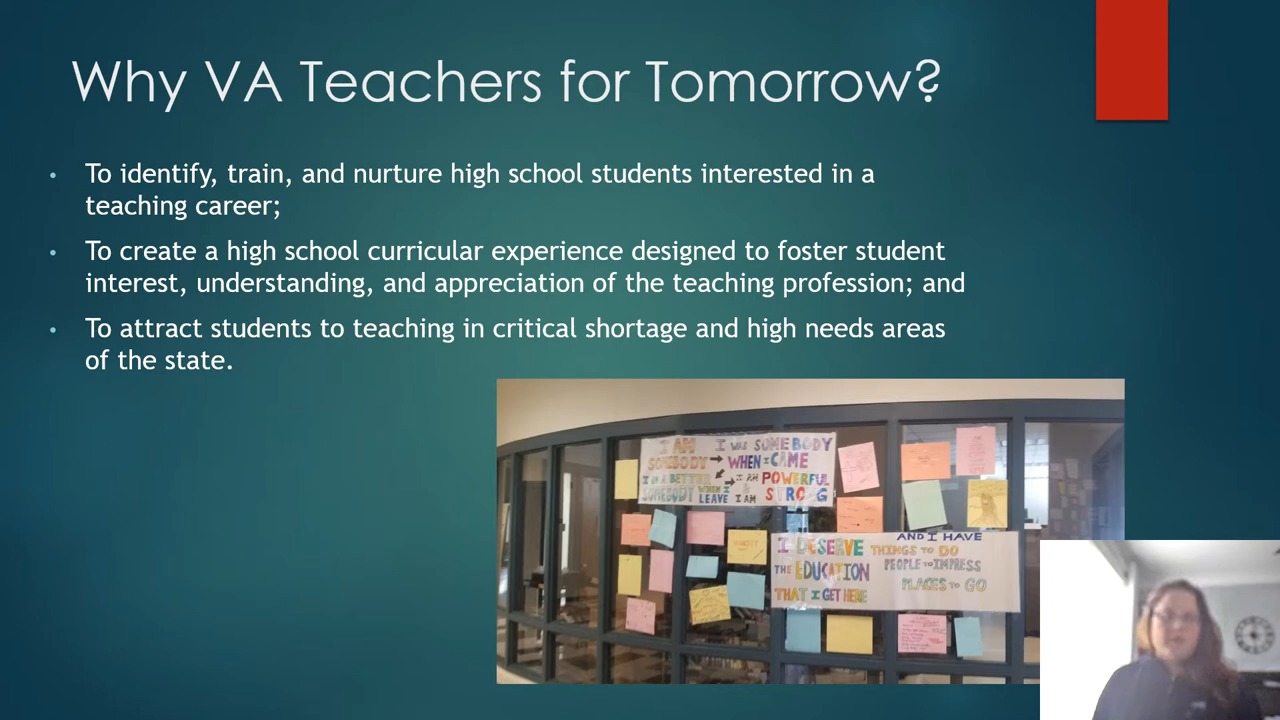 Why VA Teachers for Tomorrow?
To identify, train, and nurture high school students interested in a
teaching career;
To create a high school curricular experience designed to foster student
interest, understanding, and appreciation of the teaching profession; and
To attract students to teaching in critical shortage and high needs areas
of the state.
I AM
SOMEBODY
I WAS SOMEBODY
WHEN I CAME
I'M A BETTER
SOMEBODY WHEN I
LEAVE
I AM POWERFUL
&
I AM STRONG
I DESERVE
THE EDUCATION
THAT I GET HERE
AND I HAVE
THINGS TO DO
PEOPLE TO IMPRESS
PLACES TO GO